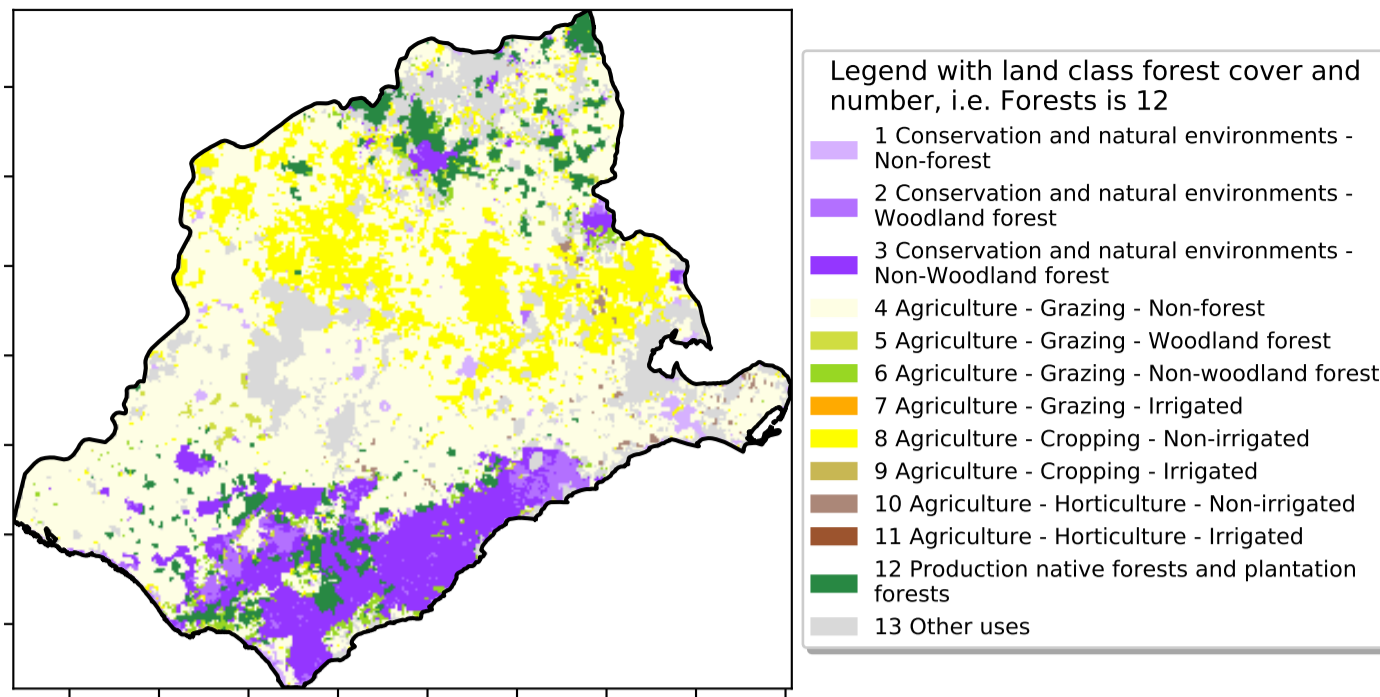 Legend with land class forest cover and
number, i.e. Forests is 12
1 Conservation and natural environments -
Non-forest
2 Conservation and natural environments -
Woodland forest
3 Conservation and natural environments -
Non-Woodland forest
4 Agriculture - Grazing - Non-forest
5 Agriculture - Grazing - Woodland forest
6 Agriculture - Grazing - Non-woodland forest
7 Agriculture - Grazing - Irrigated
8 Agriculture - Cropping - Non-irrigated
9 Agriculture - Cropping - Irrigated
10 Agriculture - Horticulture - Non-irrigated
11 Agriculture - Horticulture - Irrigated
12 Production native forests and plantation
forests
13 Other uses